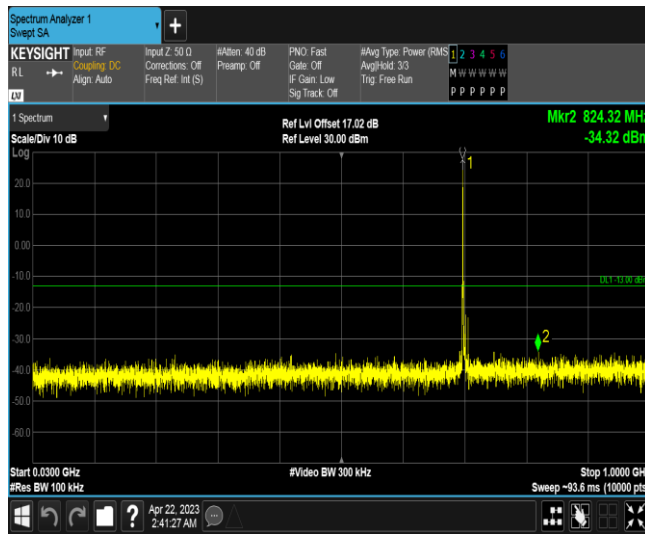 Spectrum Analyzer 1
Swept SA
+
KEYSIGHT
RL
LXI
Input: RF
Coupling: DC
Align: Auto
Input Z: 50 Ω
Corrections: Off
Freq Ref: Int (S)
#Atten: 40 dB
Preamp: Off
PNO: Fast
Gate: Off
IF Gain: Low
Sig Track: Off
#Avg Type: Power (RMS
Avg|Hold: 3/3
Trig: Free Run
1 2 3 4 5 6
M W W W W W
P P P P P P
1 Spectrum
Scale/Div 10 dB
Log
Ref Lvl Offset 17.02 dB
Ref Level 30.00 dBm
Mkr2 824.32 MHz
-34.32 dBm
1
20.0
10.0
0.00
-10.0
DL1 -13.00 dB
-20.0
-30.0
2
-40.0
-50.0
-60.0
Start 0.0300 GHz
#Video BW 300 kHz
Stop 1.0000 GH
#Res BW 100 kHz
Sweep ~93.6 ms (10000 pts
?
Apr 22, 2023
2:41:27 AM